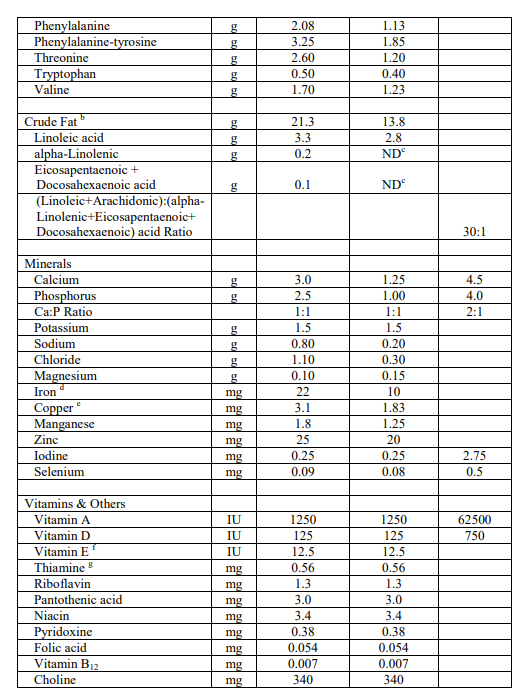 Phenylalanine g 2.08 1.13
Phenylalanine-tyrosine g 3.25 1.85
Threonine g 2.60 1.20
Tryptophan g 0.50 0.40
Valine g 1.70 1.23
Crude Fat b g 21.3 13.8
Linoleic acid g 3.3 2.8
alpha-Linolenic g 0.2 NDc
Eicosapentaenoic +
Docosahexaenoic acid g 0.1 NDc
(Linoleic+Arachidonic):(alpha-
Linolenic+Eicosapentaenoic+
Docosahexaenoic) acid Ratio 30:1
Minerals
Calcium g 3.0 1.25 4.5
Phosphorus g 2.5 1.00 4.0
Ca:P Ratio 1:1 1:1 2:1
Potassium g 1.5 1.5
Sodium g 0.80 0.20
Chloride g 1.10 0.30
Magnesium g 0.10 0.15
Iron d mg 22 10
Copper e mg 3.1 1.83
Manganese mg 1.8 1.25
Zinc mg 25 20
Iodine mg 0.25 0.25 2.75
Selenium mg 0.09 0.08 0.5
Vitamins & Others
Vitamin A IU 1250 1250 62500
Vitamin D IU 125 125 750
Vitamin E f IU 12.5 12.5
Thiamine g mg 0.56 0.56
Riboflavin mg 1.3 1.3
Pantothenic acid mg 3.0 3.0
Niacin mg 3.4 3.4
Pyridoxine mg 0.38 0.38
Folic acid mg 0.054 0.054
Vitamin B12 mg 0.007 0.007
Choline mg 340 340